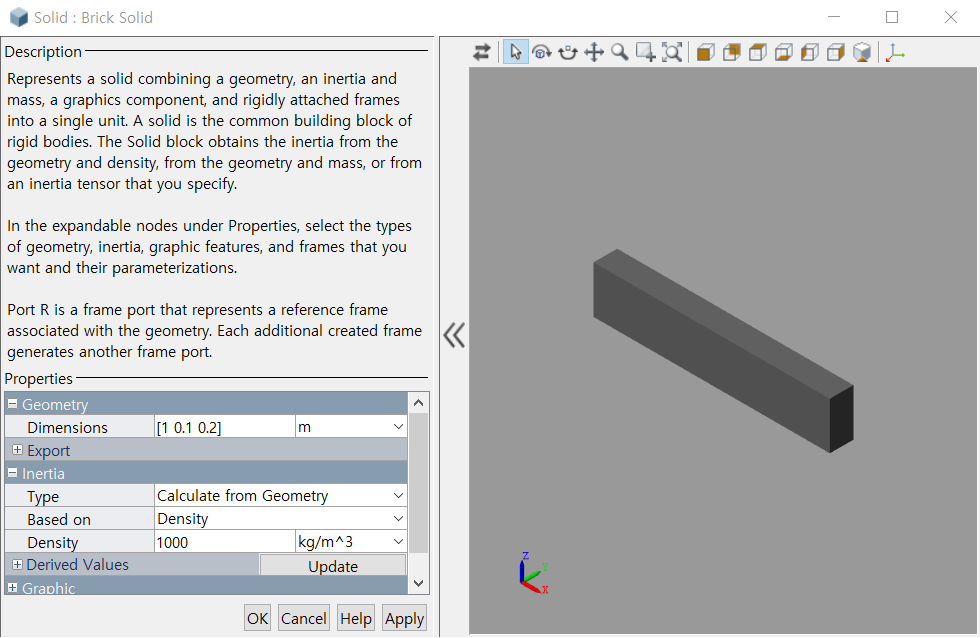 Solid : Brick Solid
Description
Represents a solid combining a geometry, an inertia and
mass, a graphics component, and rigidly attached frames
into a single unit. A solid is the common building block of
rigid bodies. The Solid block obtains the inertia from the
geometry and density, from the geometry and mass, or from
an inertia tensor that you specify.
In the expandable nodes under Properties, select the types
of geometry, inertia, graphic features, and frames that you
want and their parameterizations.
Port R is a frame port that represents a reference frame
associated with the geometry. Each additional created frame
generates another frame port.
Properties
Geometry
Dimensions [1 0.1 0.2] m
Export
Inertia
Type Calculate from Geometry
Based on Density
Density 1000 kg/m^3
Derived Values Update
Graphic
OK Cancel Help Apply
Z
Y
X